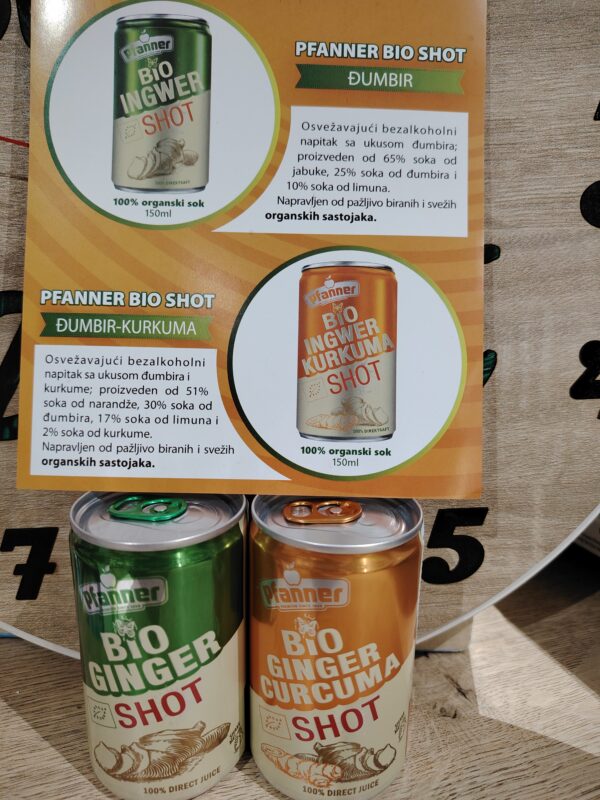 Pfanner
BIO
INGWER
SHOT
100% DIREKTSAFT
100% organski sok
150ml
PFANNER BIO SHOT
ĐUMBIR
Osvežavajući bezalkoholni
napitak sa ukusom đumbira;
proizveden od 65% soka od
jabuke, 25% soka od đumbira i
10% soka od limuna.
Napravljen od pažljivo biranih i svežih
organskih sastojaka.
PFANNER BIO SHOT
ĐUMBIR-KURKUMA
Osvežavajući bezalkoholni
napitak sa ukusom đumbira i
kurkume; proizveden od 51%
soka od narandže, 30% soka od
đumbira, 17% soka od limuna i
2% soka od kurkume.
Napravljen od pažljivo biranih i svežih
organskih sastojaka.
Pfanner
BIO
INGWER
KURKUMA
SHOT
100% DIREKTSAFT
100% organski sok
150ml
7
5
Pfanner
BIO
GINGER
SHOT
100% DIRECT JUICE
Pfanner
BIO
GINGER
CURCUMA
SHOT
100% DIRECT JUICE